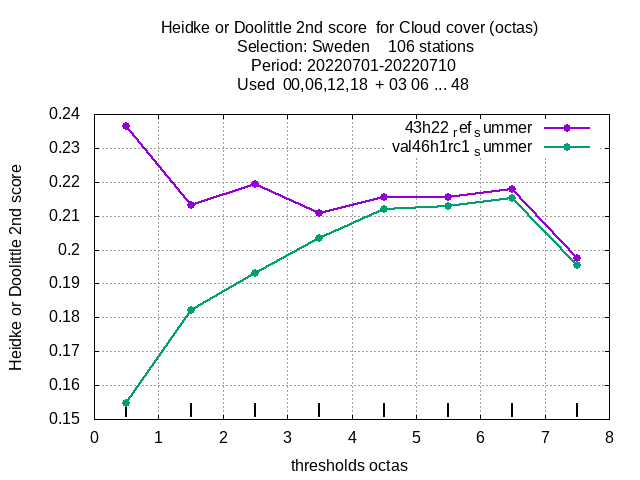 Heidke or Doolittle 2nd score  for Cloud cover (octas)
Selection: Sweden    106 stations
Period: 20220701-20220710
Used  00,06,12,18  + 03 06 ... 48
43h22 ref summer
val46h1rc1 summer
Heidke or Doolittle 2nd score
0.24
0.23
0.22
0.21
0.2
0.19
0.18
0.17
0.16
0.15
0 1 2 3 4 5 6 7 8
thresholds octas